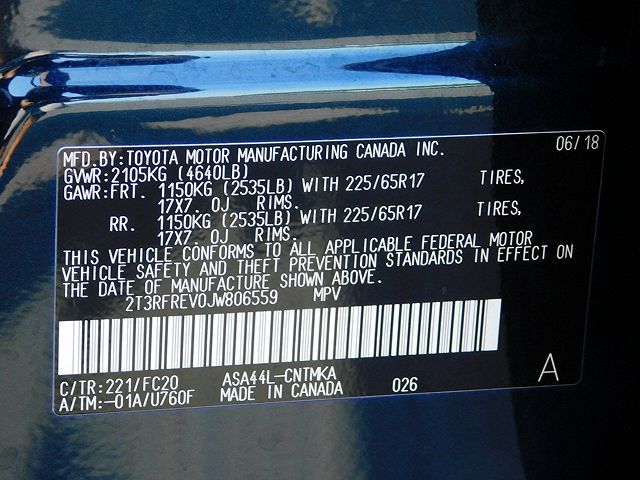 MFD.BY:TOYOTA MOTOR MANUFACTURING CANADA INC. 06/18
GVWR:2105KG (4640LB)
GAWR:FRT. 1150KG (2535LB) WITH 225/65R17 TIRES,
17X7. 0J RIMS.
RR. 1150KG (2535LB) WITH 225/65R17 TIRES,
17X7. 0J RIMS.
THIS VEHICLE CONFORMS TO ALL APPLICABLE FEDERAL MOTOR
VEHICLE SAFETY AND THEFT PREVENTION STANDARDS IN EFFECT ON
THE DATE OF MANUFACTURE SHOWN ABOVE.
2T3RFREV0JW806559 MPV
C/TR:221/FC20 ASA44L-CNTMKA 026 A
A/TM:-01A/U760F MADE IN CANADA